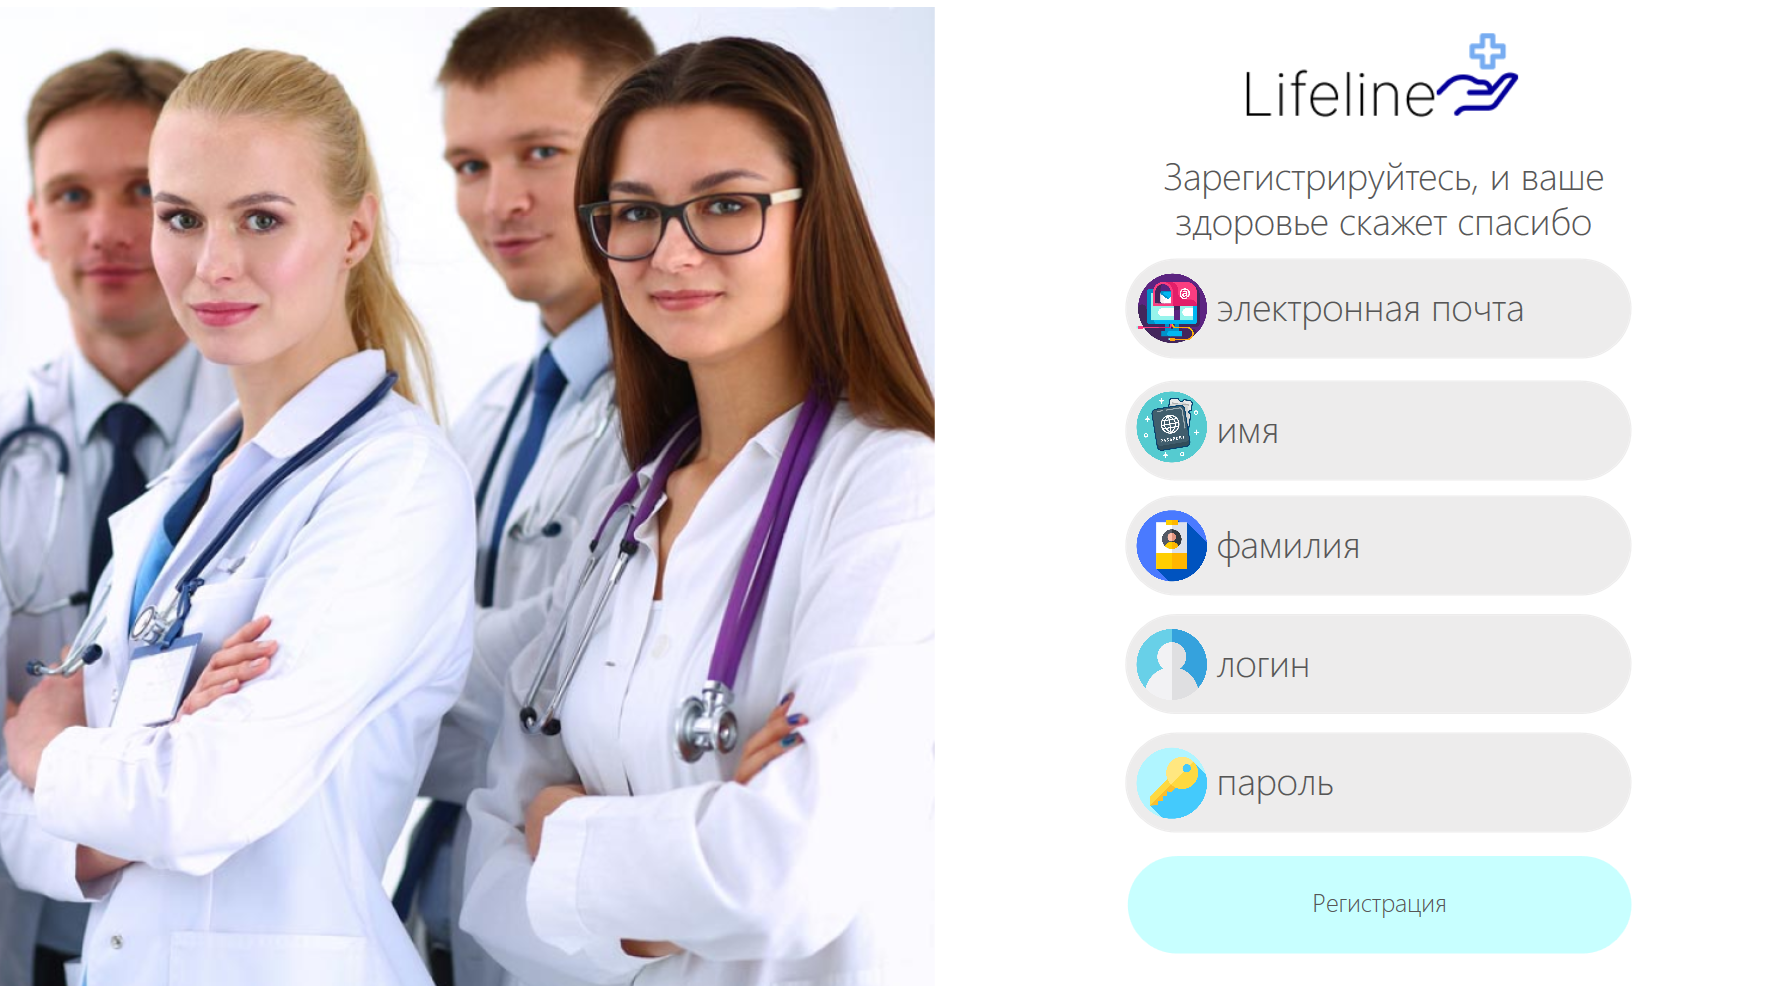 Lifeline
Зарегистрируйтесь, и ваше
здоровье скажет спасибо
электронная почта
имя
фамилия
логин
пароль
Регистрация